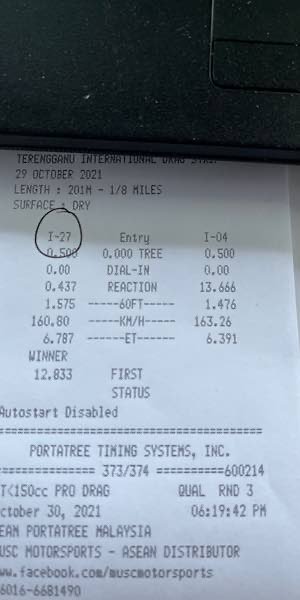 TERENGGANU INTERNATIONAL DRAG
29 OCTOBER 2021
LENGTH : 201M - 1/8 MILES
SURFACE : DRY
I-27 Entry I-04
0.500 0.000 TREE 0.500
0.00 DIAL-IN 0.00
0.437 REACTION 13.666
1.575 -----60FT----- 1.476
160.80 -----KM/H----- 163.26
6.787 ------ET------ 6.391
WINNER
12.833 FIRST
STATUS
Autostart Disabled
========================================
PORTATREE TIMING SYSTEMS, INC.
============== 373/374 ==========600214
T<150cc PRO DRAG QUAL RND 3
ctober 30, 2021 06:19:42 PM
EAM PORTATREE MALAYSIA
USC MOTORSPORTS - ASEAN DISTRIBUTOR
ww.facebook.com/muscmotorsports
6016-6681490